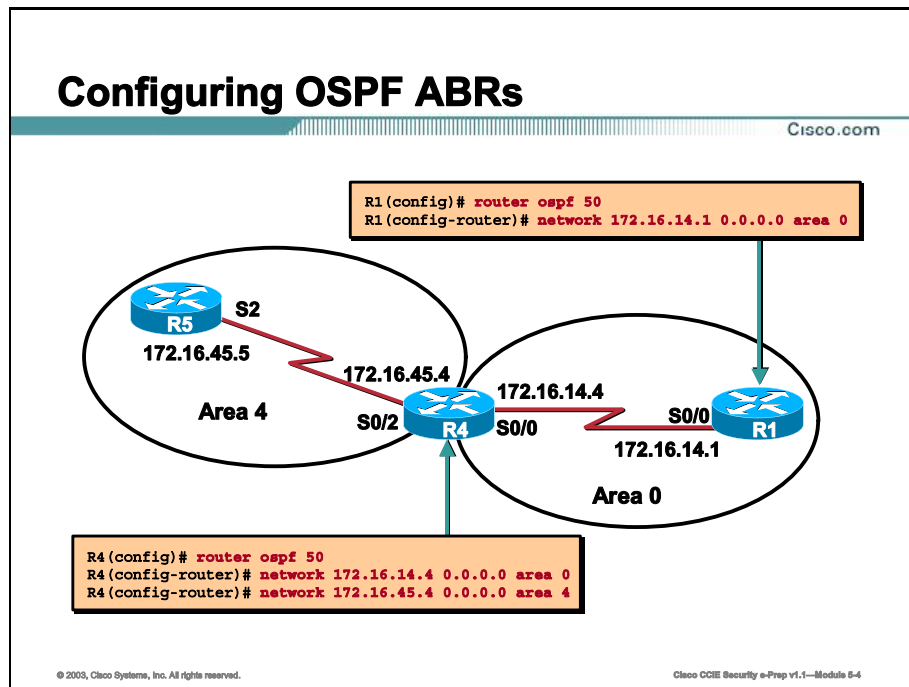 Configuring OSPF ABRs
Cisco.com
R1(config)# router ospf 50
R1(config-router)# network 172.16.14.1 0.0.0.0 area 0
R5
S2
172.16.45.5
172.16.45.4
Area 4
S0/2
R4
172.16.14.4
S0/0
S0/0
R1
172.16.14.1
Area 0
R4(config)# router ospf 50
R4(config-router)# network 172.16.14.4 0.0.0.0 area 0
R4(config-router)# network 172.16.45.4 0.0.0.0 area 4
© 2003, Cisco Systems, Inc. All rights reserved.
Cisco CCIE Security e-Prep v1.1—Module 5-4